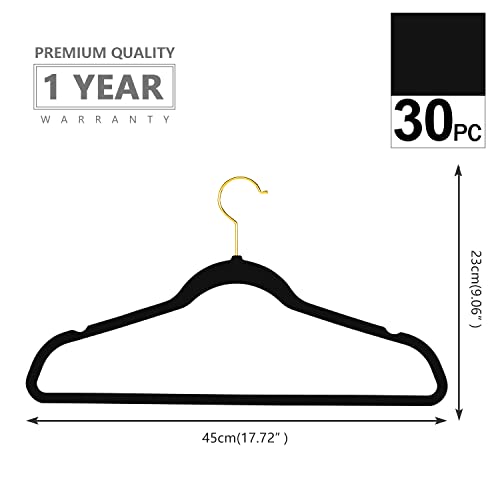 PREMIUM QUALITY
1 YEAR
WARRANTY
30PC
23cm(9.06" )
45cm(17.72" )